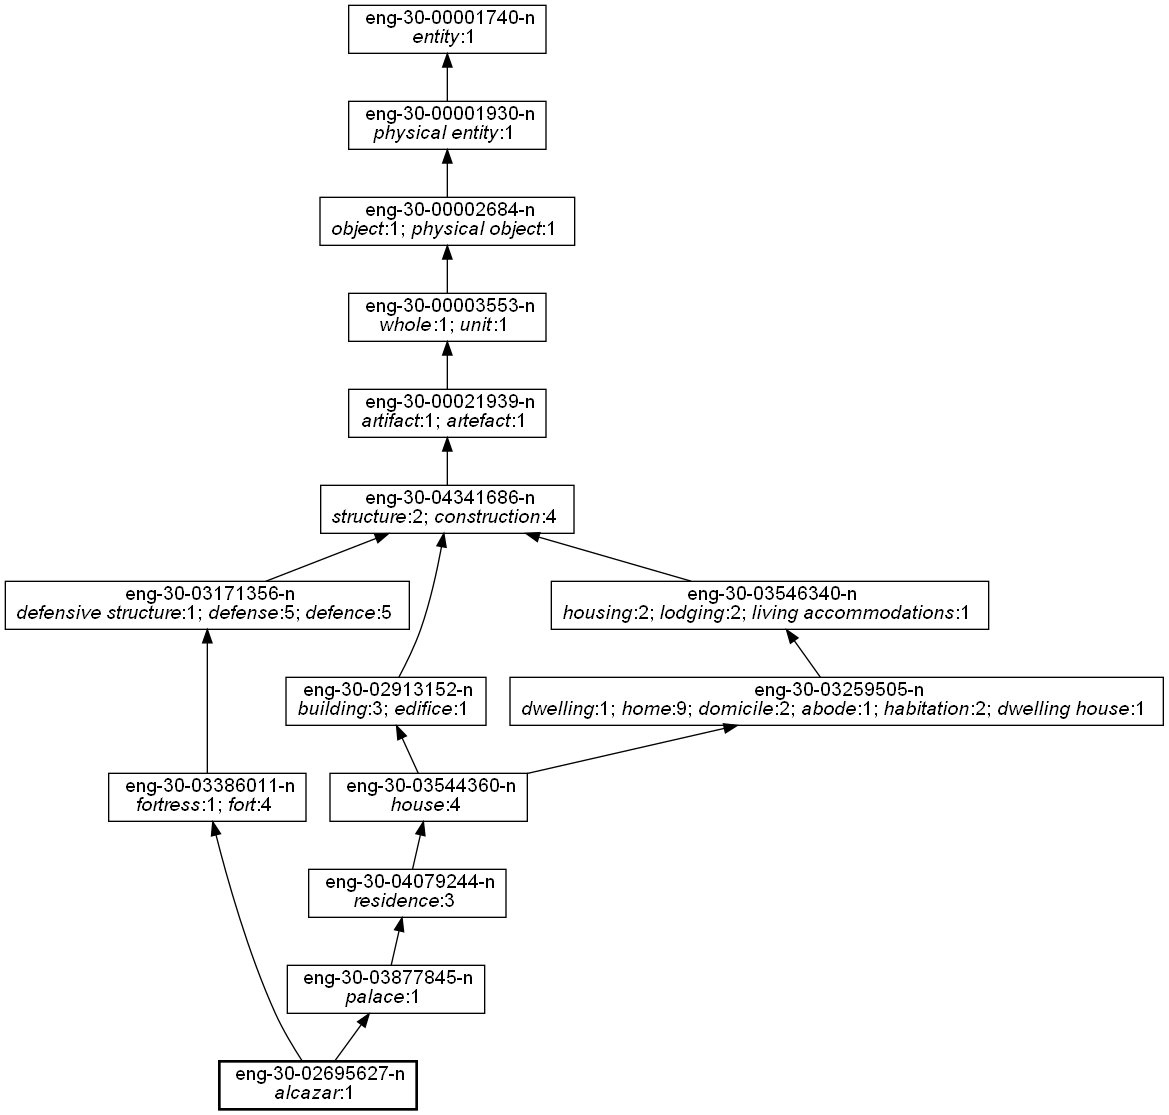 eng-30-00001740-n
entity:1
eng-30-00001930-n
physical entity:1
eng-30-00002684-n
object:1; physical object:1
eng-30-00003553-n
whole:1; unit:1
eng-30-00021939-n
artifact:1; artefact:1
eng-30-04341686-n
structure:2; construction:4
eng-30-03171356-n
defensive structure:1; defense:5; defence:5
eng-30-03546340-n
housing:2; lodging:2; living accommodations:1
eng-30-02913152-n
building:3; edifice:1
eng-30-03259505-n
dwelling:1; home:9; domicile:2; abode:1; habitation:2; dwelling house:1
eng-30-03386011-n
fortress:1; fort:4
eng-30-03544360-n
house:4
eng-30-04079244-n
residence:3
eng-30-03877845-n
palace:1
eng-30-02695627-n
alcazar:1